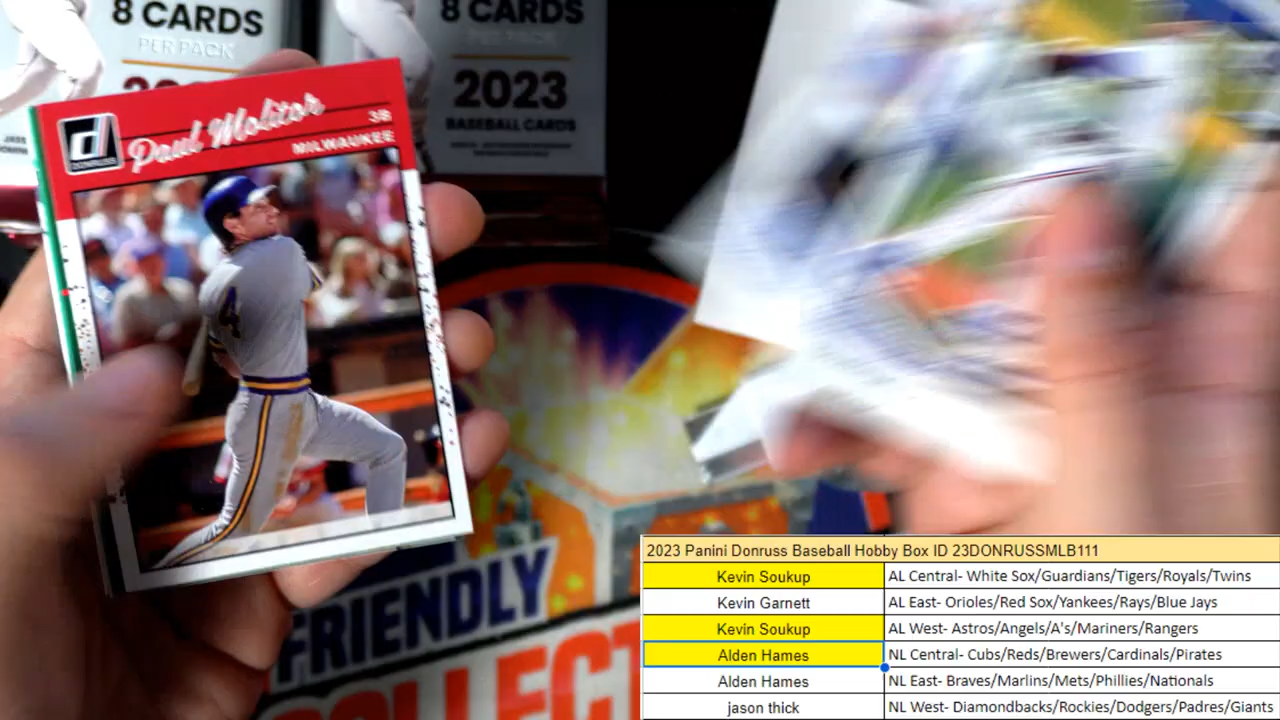 8 CARDS
PER PACK
8 CARDS
PER PACK
2023
BASEBALL CARDS
d
DONRUSS
Paul Molitor
3B
MILWAUKEE
4
FRIENDLY
COLLECT
2023 Panini Donruss Baseball Hobby Box ID 23DONRUSSMLB111
Kevin Soukup AL Central- White Sox/Guardians/Tigers/Royals/Twins
Kevin Garnett AL East- Orioles/Red Sox/Yankees/Rays/Blue Jays
Kevin Soukup AL West- Astros/Angels/A's/Mariners/Rangers
Alden Hames NL Central- Cubs/Reds/Brewers/Cardinals/Pirates
Alden Hames NL East- Braves/Marlins/Mets/Phillies/Nationals
jason thick NL West- Diamondbacks/Rockies/Dodgers/Padres/Giants